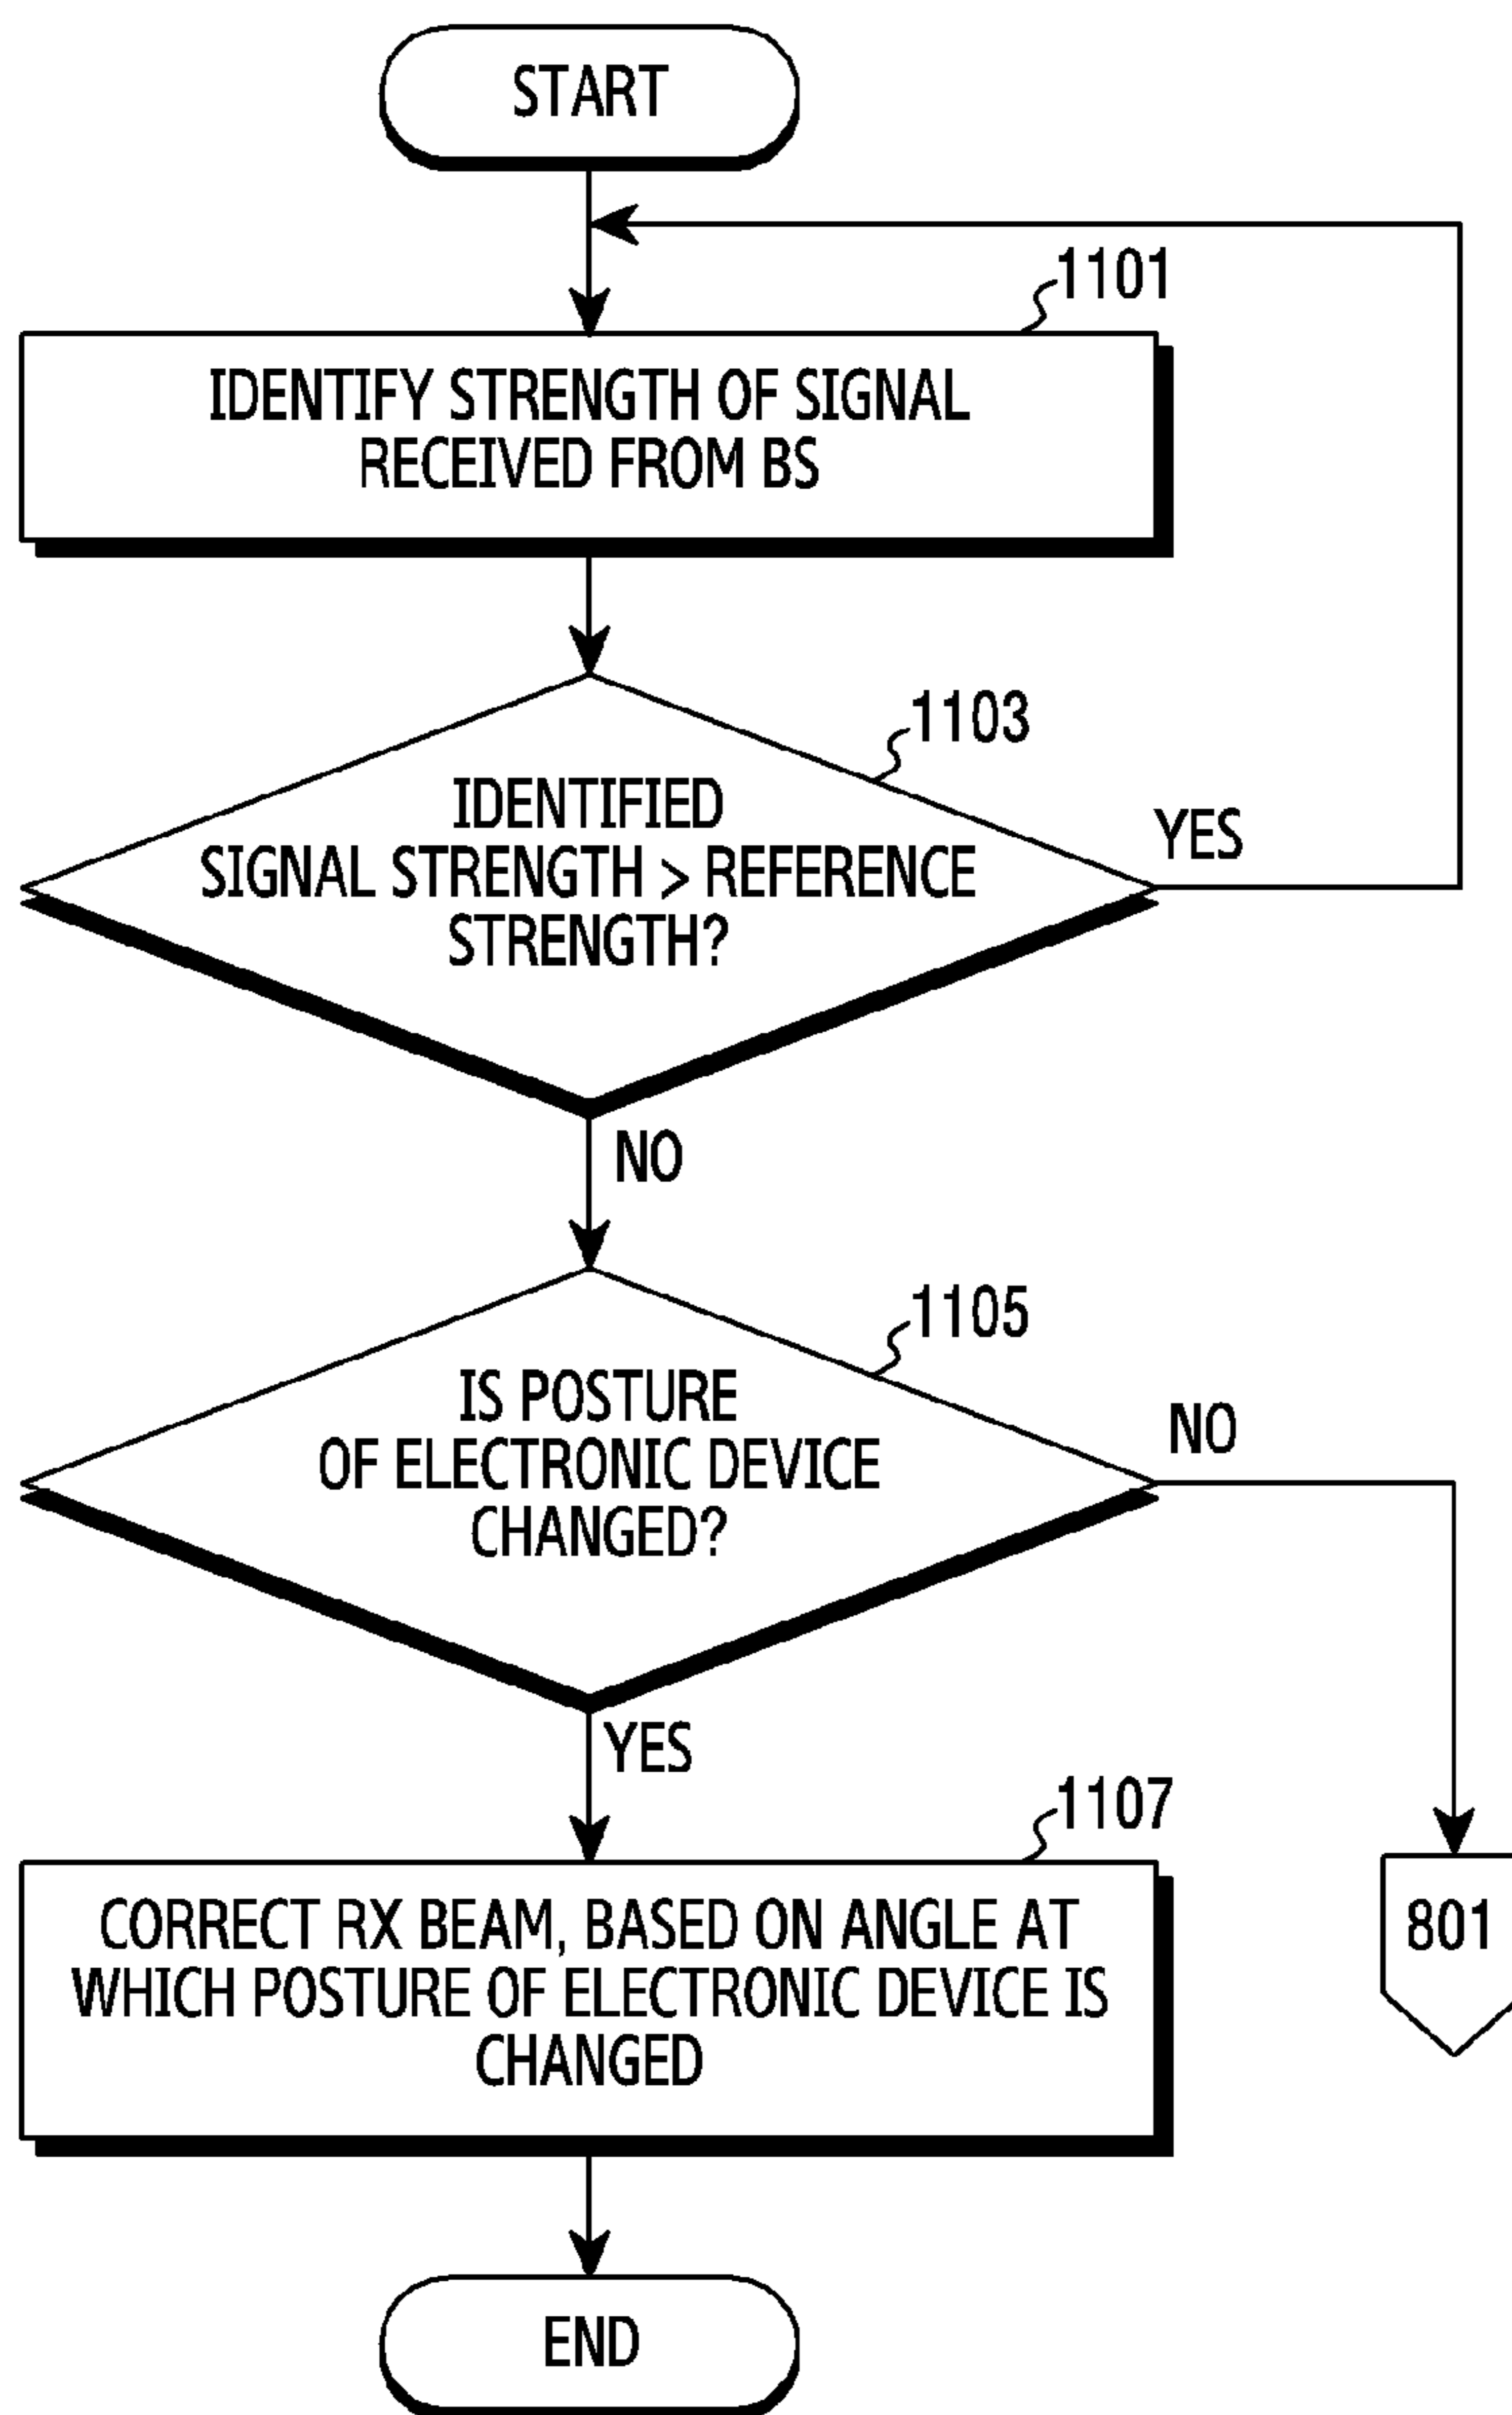 START
1101
IDENTIFY STRENGTH OF SIGNAL
RECEIVED FROM BS
1103
IDENTIFIED
SIGNAL STRENGTH > REFERENCE
STRENGTH?
YES
NO
1105
IS POSTURE
OF ELECTRONIC DEVICE
CHANGED?
NO
YES
1107
CORRECT RX BEAM, BASED ON ANGLE AT
WHICH POSTURE OF ELECTRONIC DEVICE IS
CHANGED
801
END